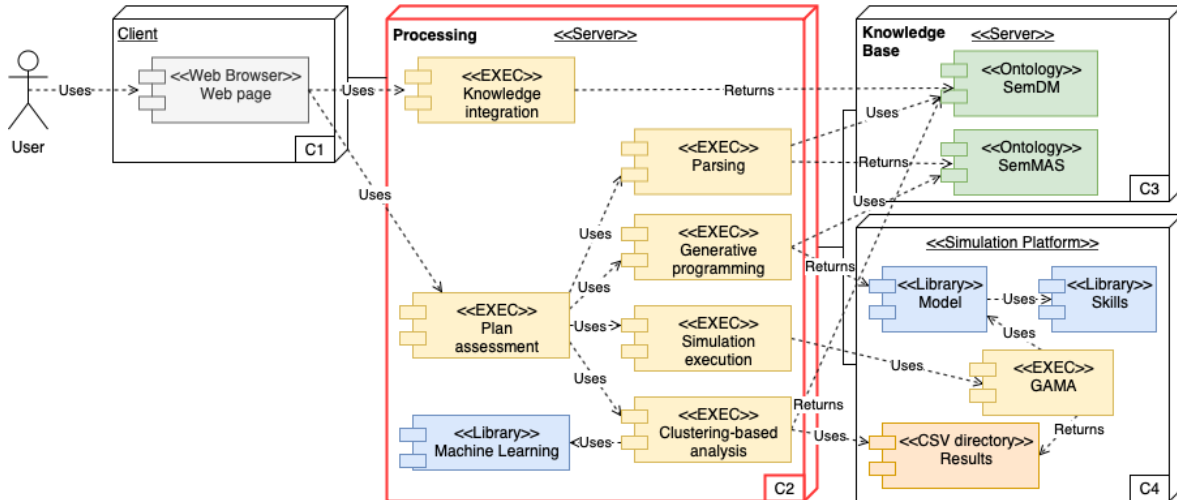 Client
Processing
<<Server>>
Knowledge
Base
<<Server>>
<<Web Browser>>
Web page
Uses
User
Uses
<<EXEC>>
Knowledge
integration
Returns
<<Ontology>>
SemDM
Uses
C1
<<EXEC>>
Parsing
Returns
<<Ontology>>
SemMAS
C3
Uses
Uses
Uses
<<EXEC>>
Generative
programming
Uses
Returns
<<Simulation Platform>>
<<Library>>
Model
Uses
<<Library>>
Skills
<<EXEC>>
Plan
assessment
Uses
<<EXEC>>
Simulation
execution
Uses
Uses
<<EXEC>>
GAMA
Uses
Returns
<<Library>>
Machine Learning
Uses
<<EXEC>>
Clustering-based
analysis
Uses
<<CSV directory>>
Results
Returns
C2
C4